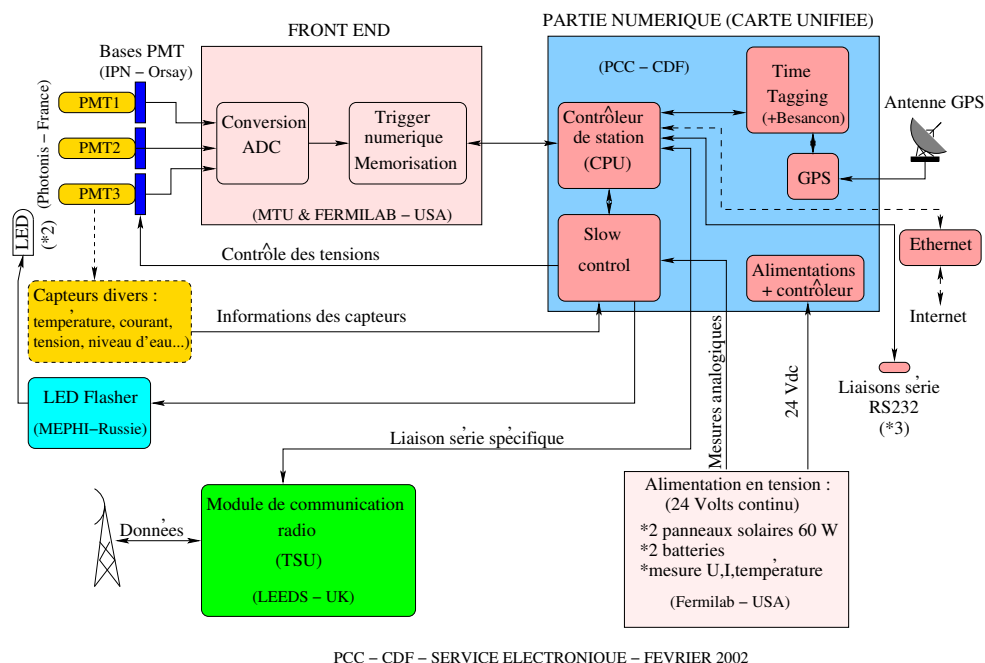 FRONT END
PARTIE NUMERIQUE (CARTE UNIFIEE)
Bases PMT
(IPN − Orsay)
(Photonis − France)
PMT1
PMT2
PMT3
Conversion
ADC
Trigger
numerique
Memorisation
(MTU & FERMILAB − USA)
(PCC − CDF)
Contrôleur
de station
(CPU)
Time
Tagging
(+Besancon)
GPS
Antenne GPS
Slow
control
Alimentations
+ contrôleur
Ethernet
Internet
LED
(*2)
Contrôle des tensions
Capteurs divers :
température, courant,
tension, niveau d'eau...)
Informations des capteurs
LED Flasher
(MEPHI−Russie)
Liaison série spécifique
Mesures analogiques
24 Vdc
Liaisons série
RS232
(*3)
Données
Module de communication
radio
(TSU)
(LEEDS − UK)
Alimentation en tension :
(24 Volts continu)
*2 panneaux solaires 60 W
*2 batteries
*mesure U,I,température
(Fermilab − USA)
PCC − CDF − SERVICE ELECTRONIQUE − FEVRIER 2002